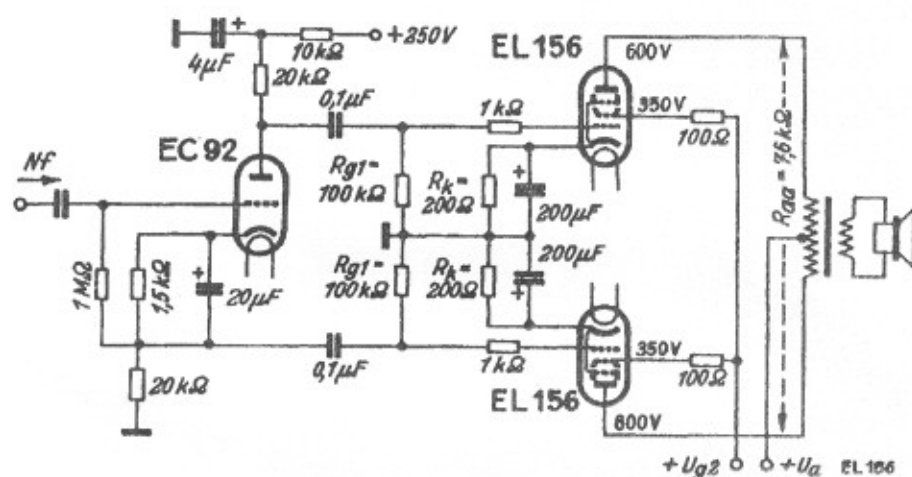 4µF
10kΩ
+250V
20kΩ
EL 156
600V
0,1µF
1kΩ
350V
100Ω
EC 92
Nf
Rg1=
100kΩ
Rk=
200Ω
200µF
Raa=7,6kΩ
1MΩ
1,5kΩ
20µF
Rg1=
100kΩ
Rk=
200Ω
200µF
0,1µF
1kΩ
350V
100Ω
20kΩ
EL 156
600V
+Ug2
+Ua
EL 156